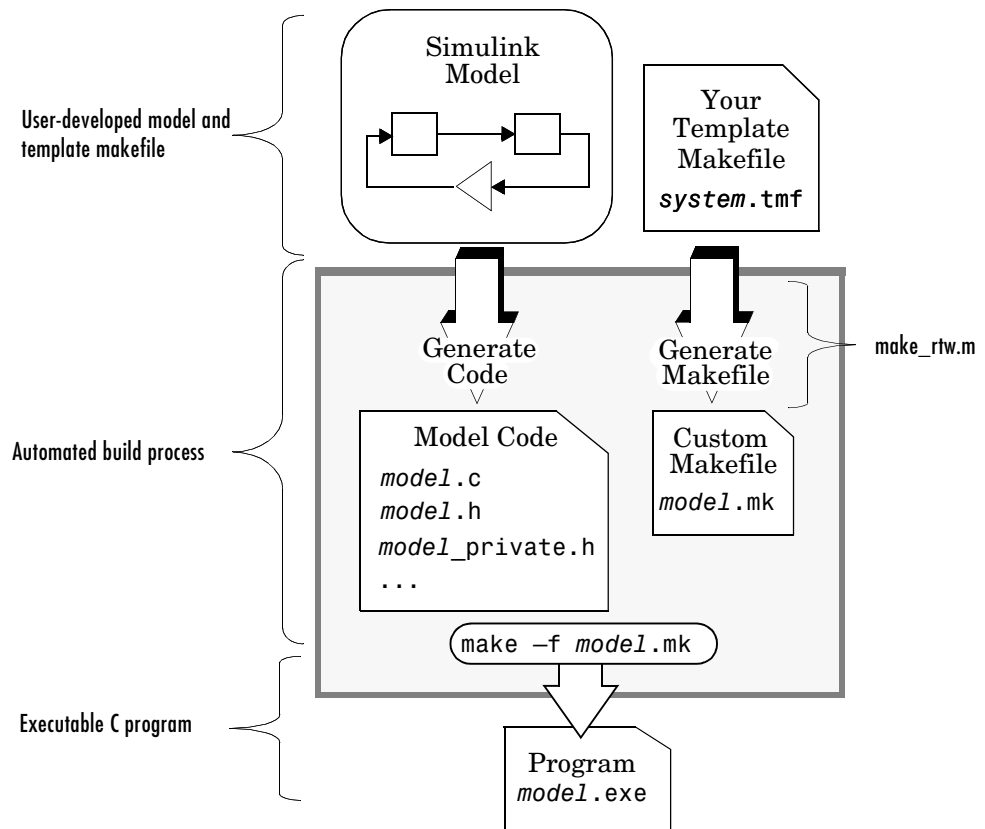 Simulink
Model
User-developed model and
template makefile
Your
Template
Makefile
system.tmf
Generate
Code
Generate
Makefile
make_rtw.m
Automated build process
Model Code
model.c
model.h
model_private.h
...
Custom
Makefile
model.mk
make –f model.mk
Executable C program
Program
model.exe